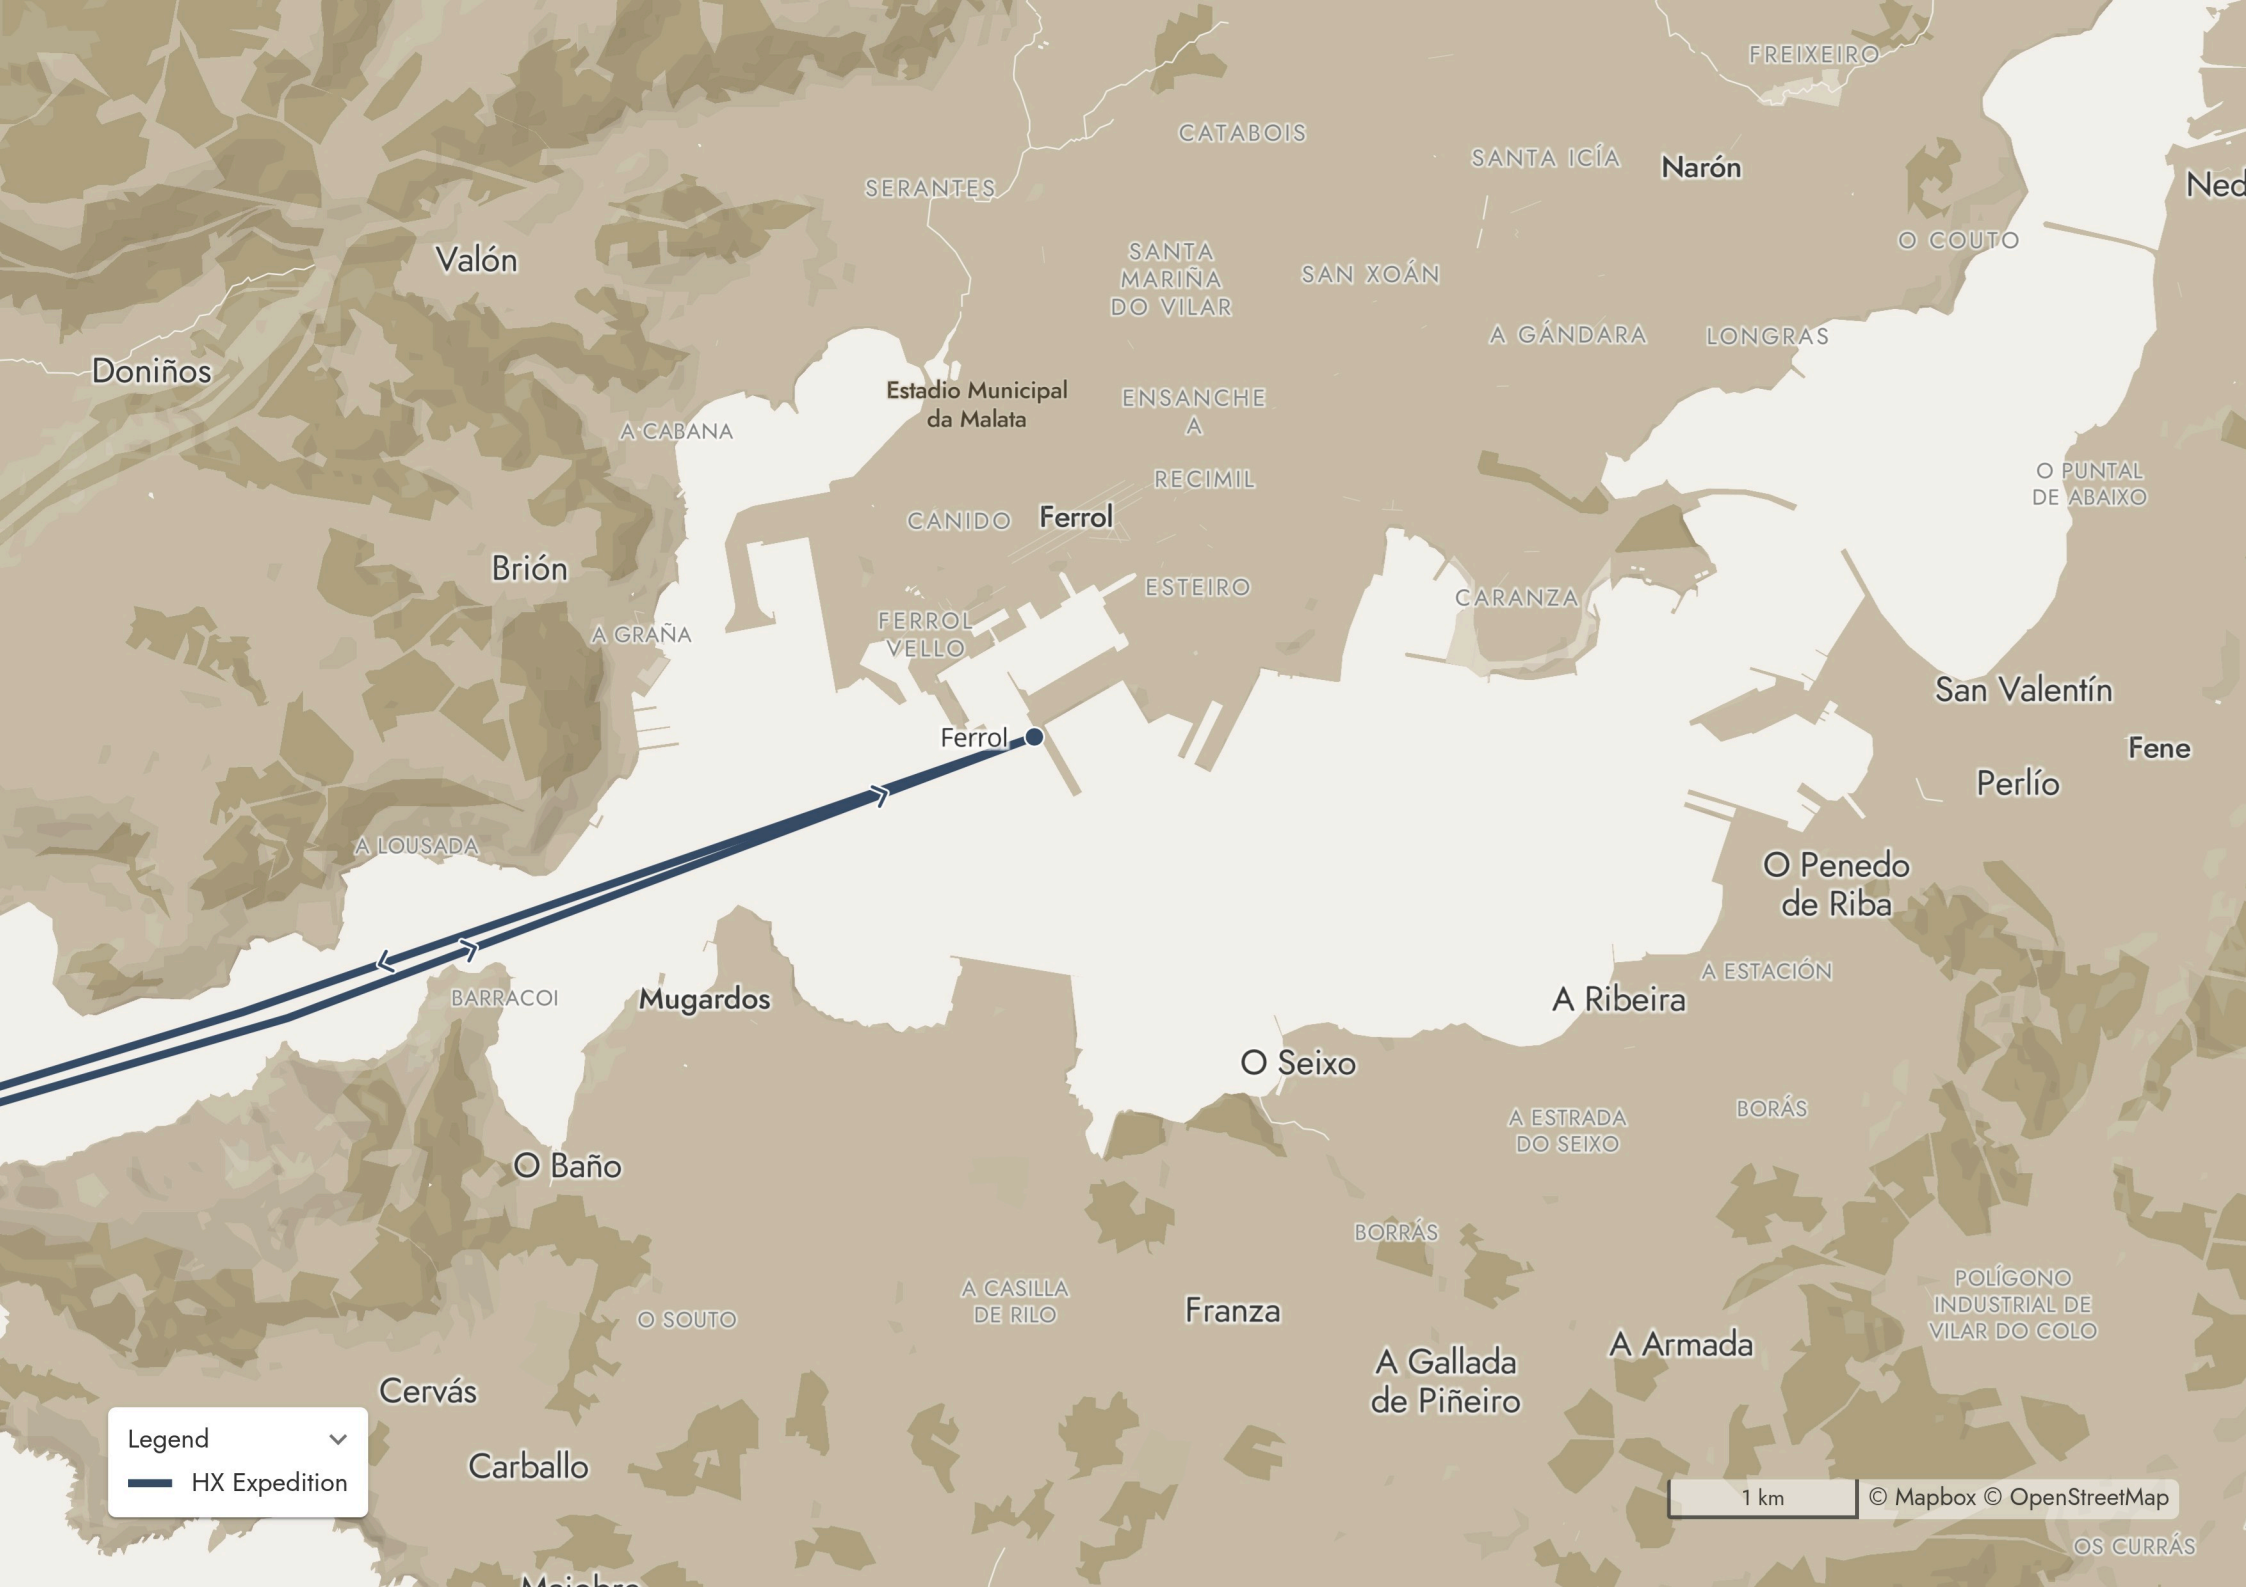 FREIXEIRO
CATABOIS
SANTA ICÍA
Narón
SERANTES
Ned
O COUTO
Valón
SANTA
MARIÑA
DO VILAR
SAN XOÁN
A GÁNDARA
LONGRAS
Doniños
Estadio Municipal
da Malata
ENSANCHE
A
A CABANA
RECIMIL
O PUNTAL
DE ABAIXO
CANIDO
Ferrol
Brión
ESTEIRO
CARANZA
FERROL
VELLO
A GRAÑA
San Valentín
Ferrol
Fene
Perlío
A LOUSADA
O Penedo
de Riba
A ESTACIÓN
BARRACOI
Mugardos
A Ribeira
O Seixo
A ESTRADA
DO SEIXO
BORÁS
O Baño
BORRÁS
A CASILLA
DE RILO
Franza
O SOUTO
POLÍGONO
INDUSTRIAL DE
VILAR DO COLO
A Armada
A Gallada
de Piñeiro
Cervás
Carballo
Legend
HX Expedition
1 km
© Mapbox © OpenStreetMap
OS CURRÁS